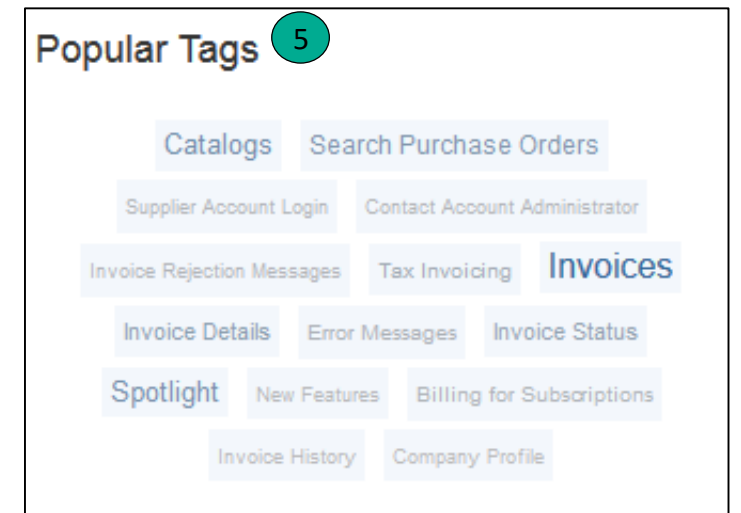 Popular Tags 5
Catalogs Search Purchase Orders
Supplier Account Login Contact Account Administrator
Invoice Rejection Messages Tax Invoicing Invoices
Invoice Details Error Messages Invoice Status
Spotlight New Features Billing for Subscriptions
Invoice History Company Profile